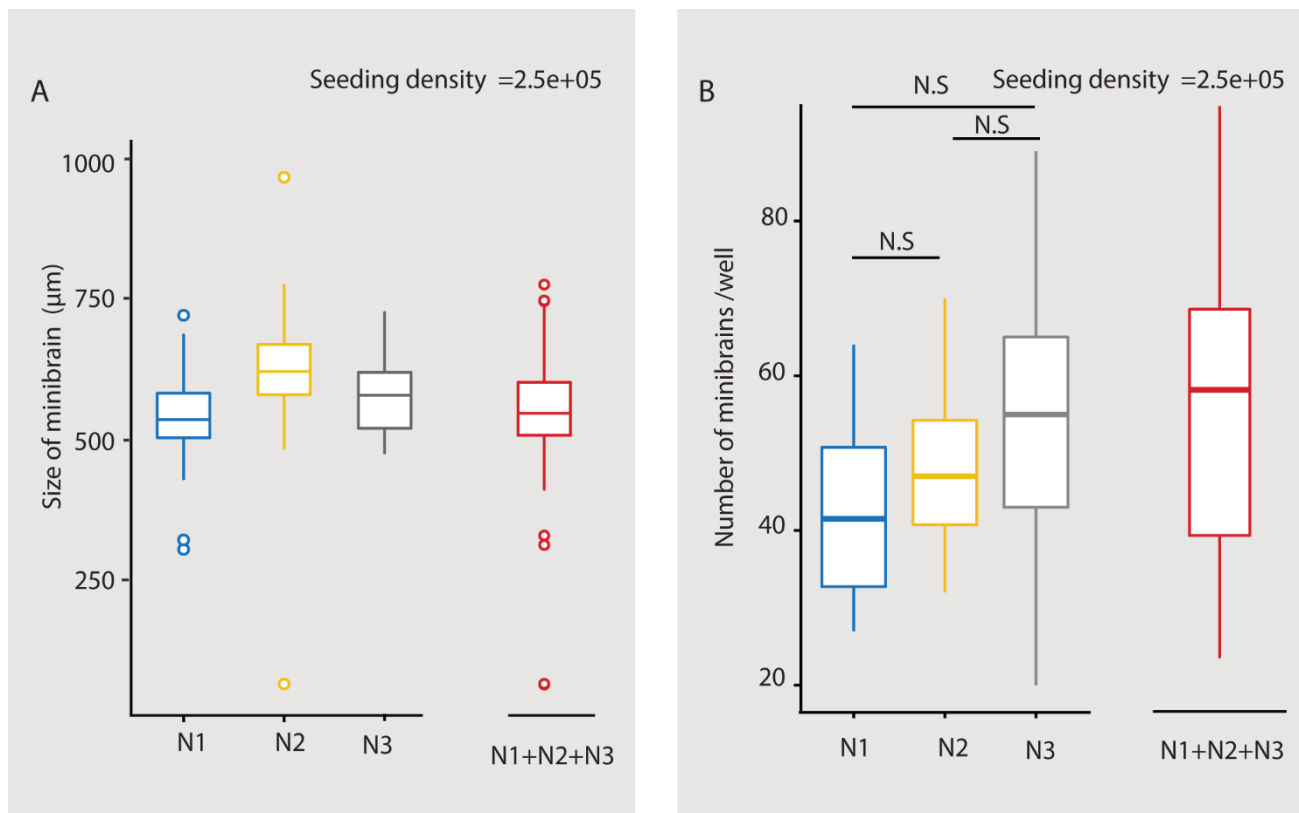 A
Seeding density =2.5e+05
Size of minibrain (µm)
1000
750
500
250
N1
N2
N3
N1+N2+N3
B
Seeding density =2.5e+05
Number of minibrains /well
N.S
N.S
N.S
80
60
40
20
N1
N2
N3
N1+N2+N3